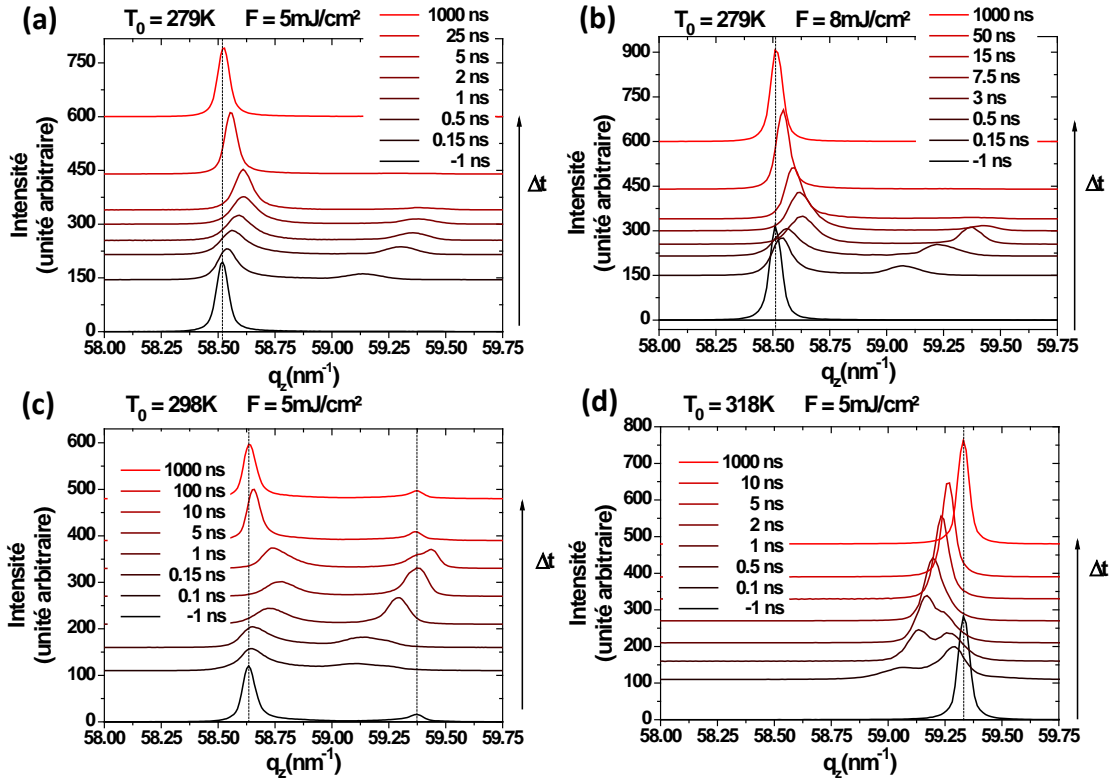 (a) T₀ = 279K F = 5mJ/cm²
1000 ns
25 ns
5 ns
2 ns
1 ns
0.5 ns
0.15 ns
-1 ns
Δt
Intensité
(unité arbitraire)
750
600
450
300
150
0
58.00 58.25 58.50 58.75 59.00 59.25 59.50 59.75
q_z(nm⁻¹)
(b) T₀ = 279K F = 8mJ/cm²
1000 ns
50 ns
15 ns
7.5 ns
3 ns
0.5 ns
0.15 ns
-1 ns
Δt
Intensité
(unité arbitraire)
900
750
600
450
300
150
0
58.00 58.25 58.50 58.75 59.00 59.25 59.50 59.75
q_z(nm⁻¹)
(c) T₀ = 298K F = 5mJ/cm²
1000 ns
100 ns
10 ns
5 ns
1 ns
0.15 ns
0.1 ns
-1 ns
Δt
Intensité
(unité arbitraire)
600
500
400
300
200
100
0
58.00 58.25 58.50 58.75 59.00 59.25 59.50 59.75
q_z(nm⁻¹)
(d) T₀ = 318K F = 5mJ/cm²
1000 ns
10 ns
5 ns
2 ns
1 ns
0.5 ns
0.1 ns
-1 ns
Δt
Intensité
(unité arbitraire)
800
700
600
500
400
300
200
100
0
58.00 58.25 58.50 58.75 59.00 59.25 59.50 59.75
q_z(nm⁻¹)